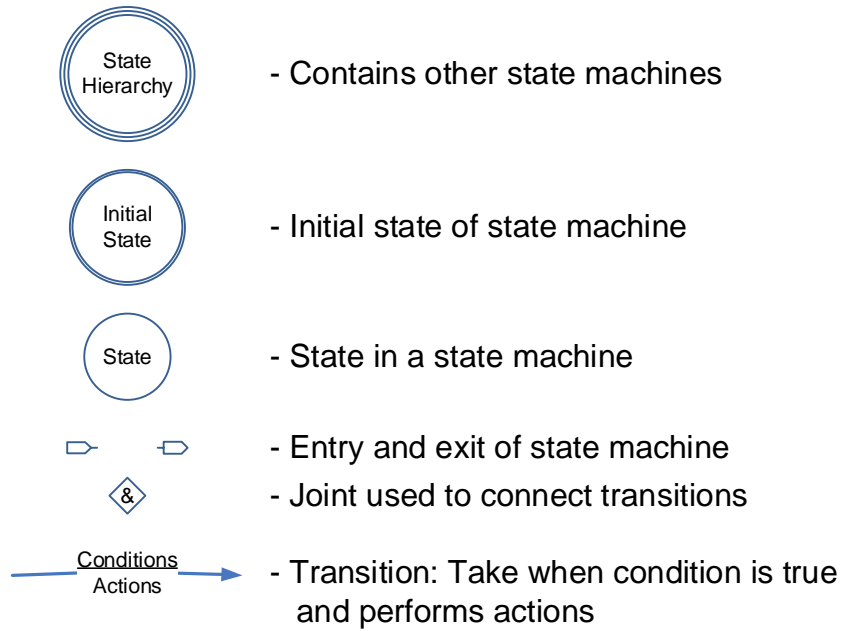 State
Hierarchy
- Contains other state machines
Initial
State
- Initial state of state machine
State
- State in a state machine
- Entry and exit of state machine
&
- Joint used to connect transitions
Conditions
Actions
- Transition: Take when condition is true
and performs actions